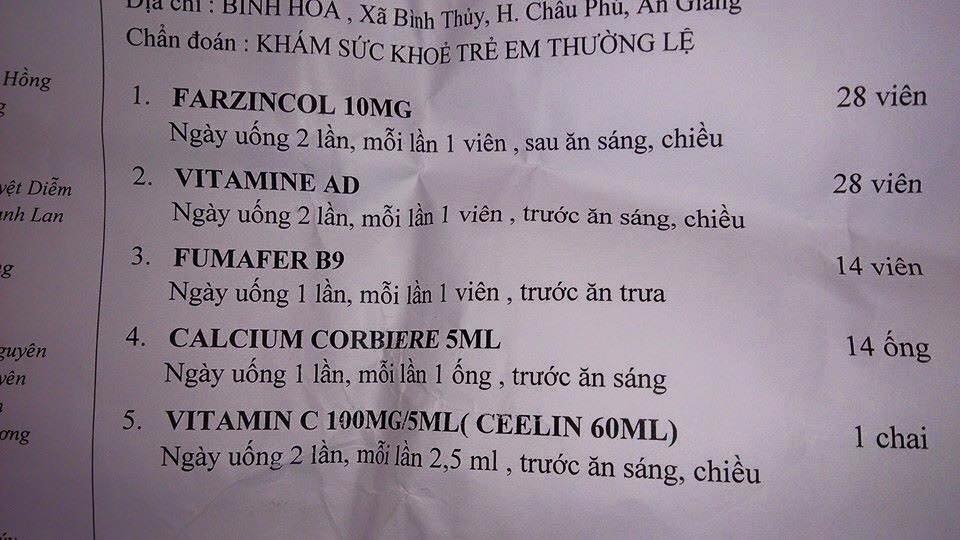 Địa chỉ : BÌNH HOÀ , Xã Bình Thủy, H. Châu Phú, An Giang
Chẩn đoán : KHÁM SỨC KHOẺ TRẺ EM THƯỜNG LỆ
Hồng
1. FARZINCOL 10MG 28 viên
Ngày uống 2 lần, mỗi lần 1 viên , sau ăn sáng, chiều
yệt Diễm
2. VITAMINE AD 28 viên
anh Lan
Ngày uống 2 lần, mỗi lần 1 viên , trước ăn sáng, chiều
3. FUMAFER B9 14 viên
Ngày uống 1 lần, mỗi lần 1 viên , trước ăn trưa
guyên
4. CALCIUM CORBIERE 5ML 14 ống
yên
Ngày uống 1 lần, mỗi lần 1 ống , trước ăn sáng
ương
5. VITAMIN C 100MG/5ML( CEELIN 60ML) 1 chai
Ngày uống 2 lần, mỗi lần 2,5 ml , trước ăn sáng, chiều